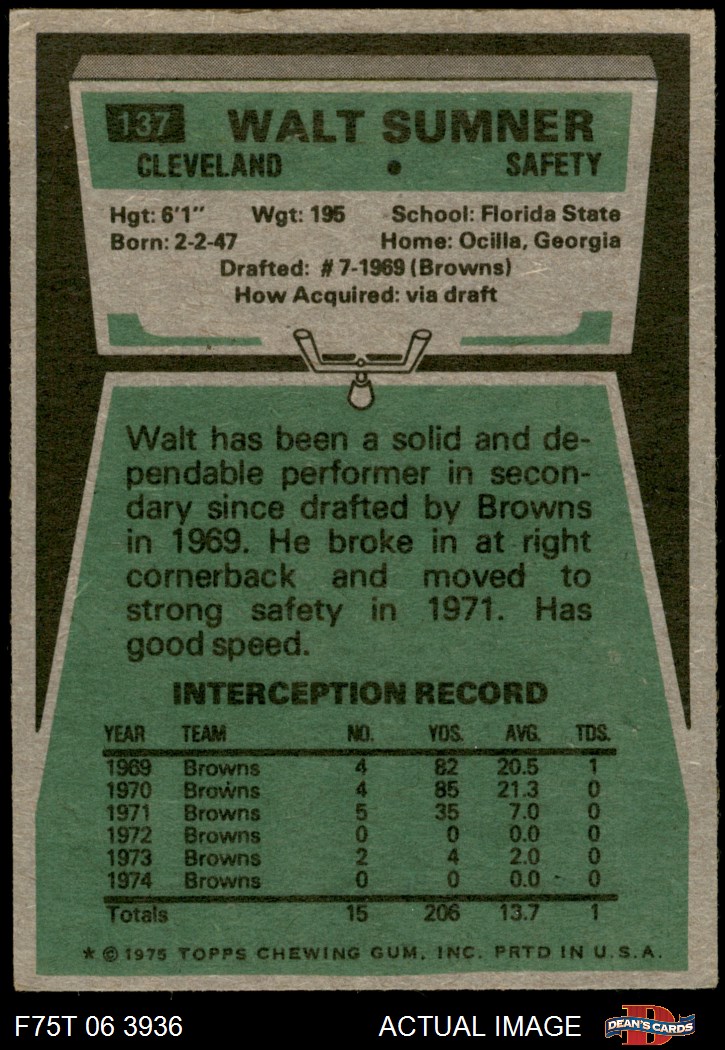 137 WALT SUMNER
CLEVELAND • SAFETY
Hgt: 6'1" Wgt: 195 School: Florida State
Born: 2-2-47 Home: Ocilla, Georgia
Drafted: #7-1969 (Browns)
How Acquired: via draft
Walt has been a solid and de-
pendable performer in secon-
dary since drafted by Browns
in 1969. He broke in at right
cornerback and moved to
strong safety in 1971. Has
good speed.
INTERCEPTION RECORD
YEAR TEAM NO. YDS. AVG. TDS.
1969 Browns 4 82 20.5 1
1970 Browns 4 85 21.3 0
1971 Browns 5 35 7.0 0
1972 Browns 0 0 0.0 0
1973 Browns 2 4 2.0 0
1974 Browns 0 0 0.0 0
Totals 15 206 13.7 1
* © 1975 TOPPS CHEWING GUM, INC. PRTD IN U.S.A.
F75T 06 3936 ACTUAL IMAGE
D
DEAN'S CARDS